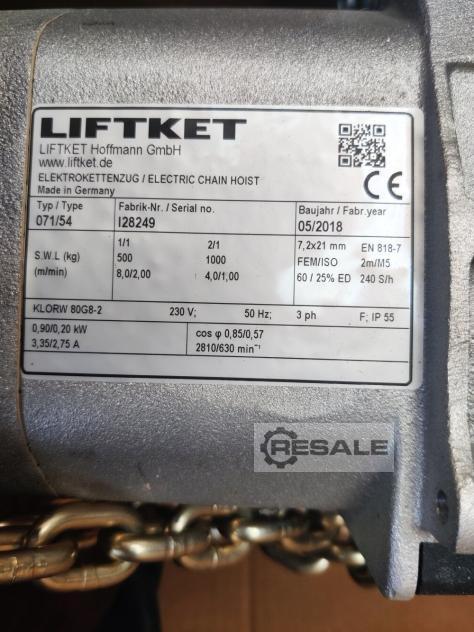 LIFTKET
LIFTKET Hoffmann GmbH
www.liftket.de
ELEKTROKETTENZUG / ELECTRIC CHAIN HOIST
Made in Germany
CE
Typ / Type Fabrik-Nr. / Serial no. Baujahr / Fabr.year
071/54 I28249 05/2018
1/1 2/1 7,2x21 mm EN 818-7
S.W.L (kg) 500 1000 FEM/ISO 2m/M5
(m/min) 8,0/2,00 4,0/1,00 60 / 25% ED 240 S/h
KLORW 80G8-2 230 V; 50 Hz; 3 ph F; IP 55
0,90/0,20 kW cos φ 0,85/0,57
3,35/2,75 A 2810/630 min⁻¹
RESALE